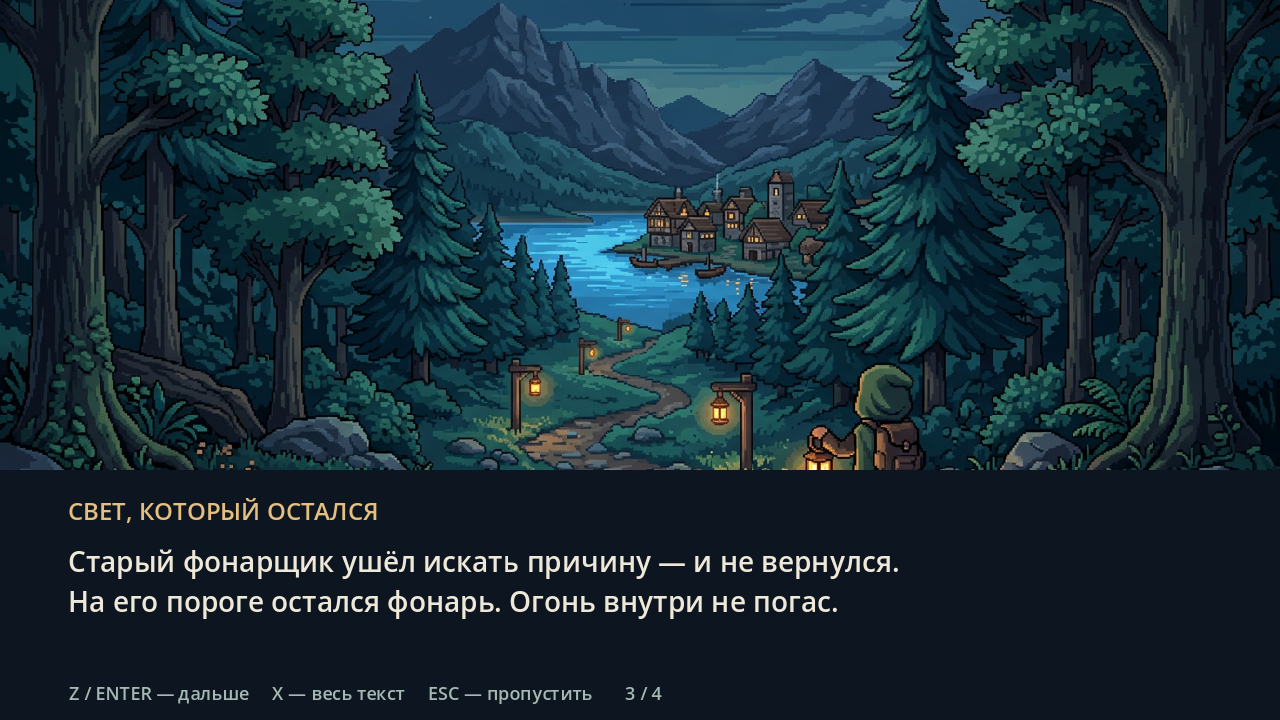 СВЕТ, КОТОРЫЙ ОСТАЛСЯ
Старый фонарщик ушёл искать причину — и не вернулся.
На его пороге остался фонарь. Огонь внутри не погас.
Z / ENTER — дальше X — весь текст ESC — пропустить 3 / 4